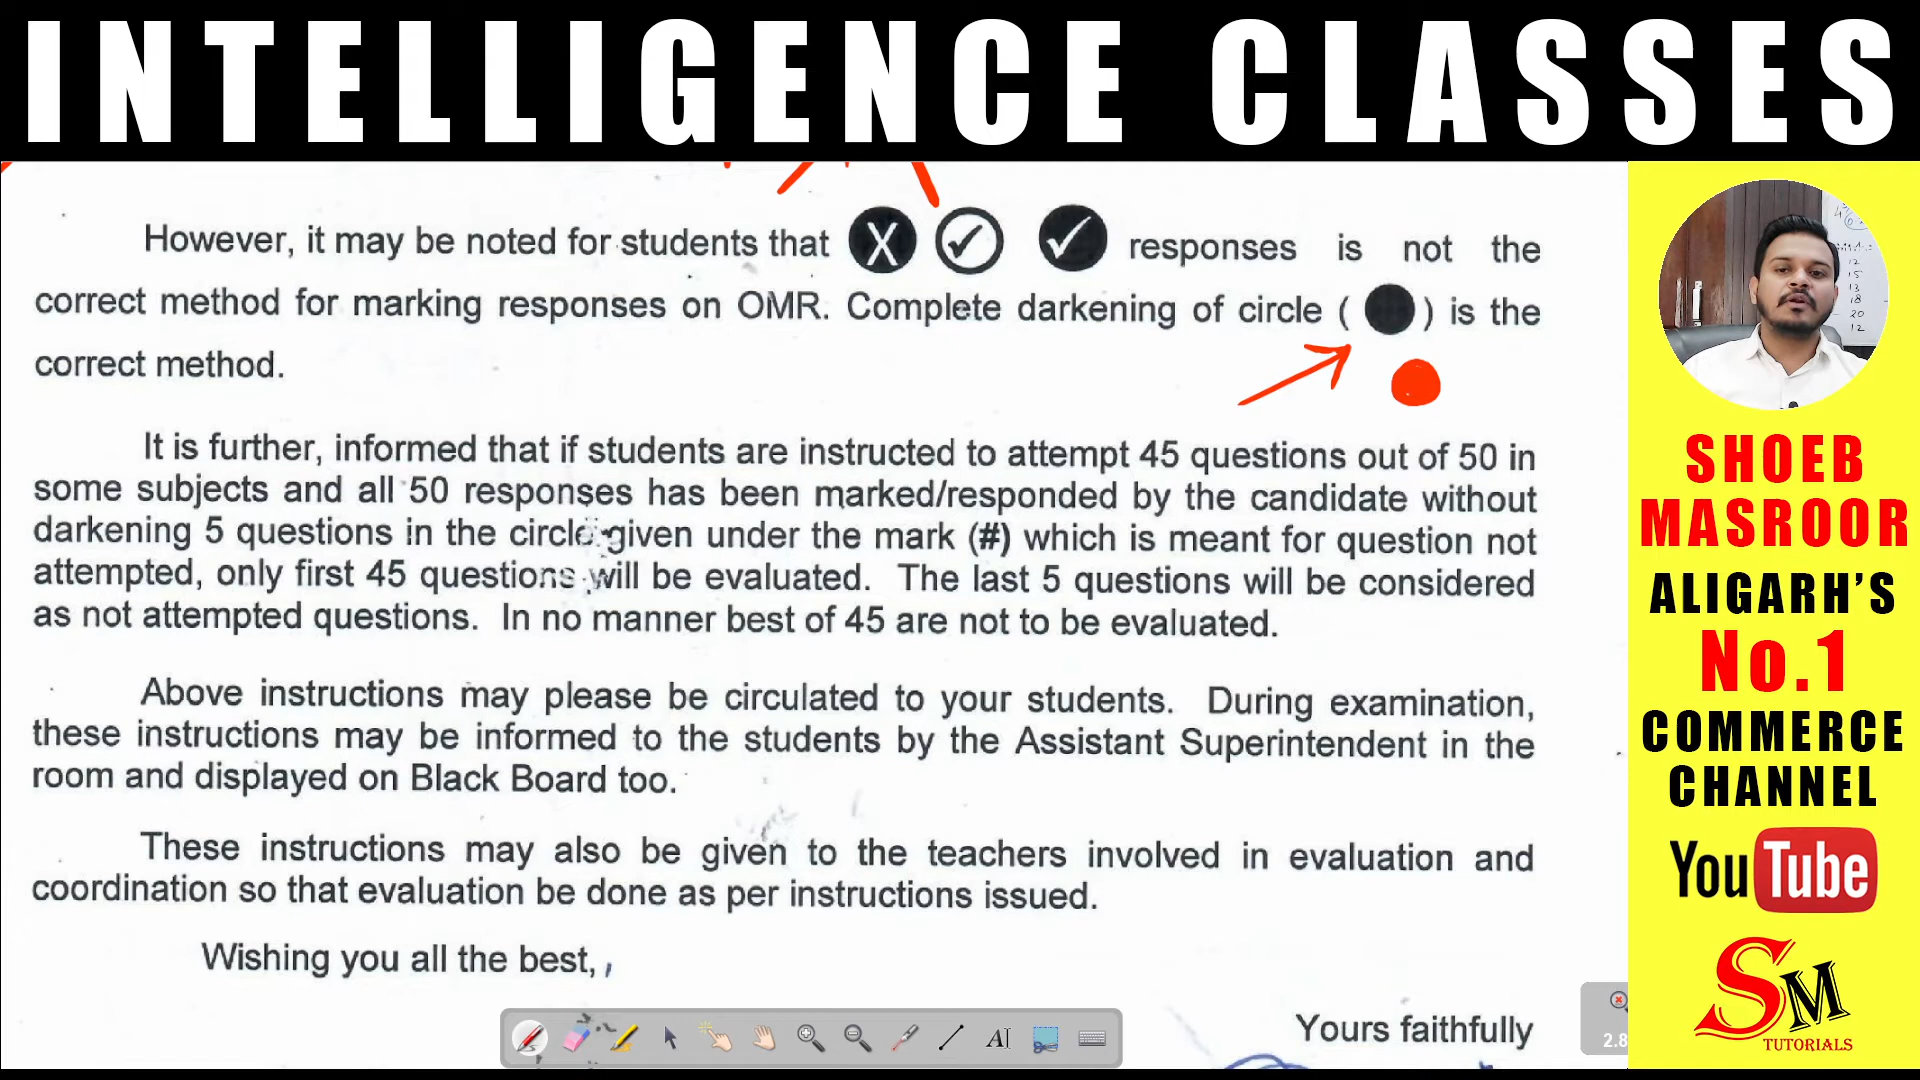 INTELLIGENCE CLASSES
However, it may be noted for students that X ✓ ✓ responses is not the
correct method for marking responses on OMR. Complete darkening of circle ( ● ) is the
correct method.
It is further, informed that if students are instructed to attempt 45 questions out of 50 in
some subjects and all 50 responses has been marked/responded by the candidate without
darkening 5 questions in the circle given under the mark (#) which is meant for question not
attempted, only first 45 questions will be evaluated. The last 5 questions will be considered
as not attempted questions. In no manner best of 45 are not to be evaluated.
Above instructions may please be circulated to your students. During examination,
these instructions may be informed to the students by the Assistant Superintendent in the
room and displayed on Black Board too.
These instructions may also be given to the teachers involved in evaluation and
coordination so that evaluation be done as per instructions issued.
Wishing you all the best,
Yours faithfully
AI
2.8
12
15
13
18
20
12
SHOEB
MASROOR
ALIGARH'S
No.1
COMMERCE
CHANNEL
YouTube
SM
TUTORIALS